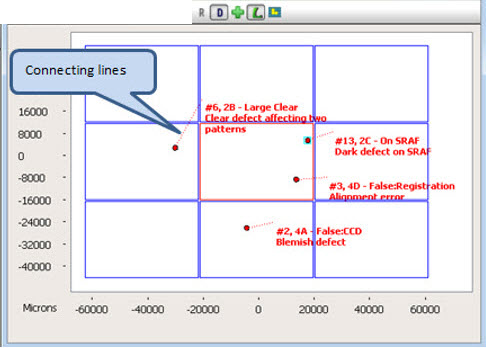 R D L
Connecting lines
#6, 2B - Large Clear
Clear defect affecting two
patterns
#13, 2C - On SRAF
Dark defect on SRAF
#3, 4D - False:Registration
Alignment error
#2, 4A - False:CCD
Blemish defect
16000
8000
0
-8000
-16000
-24000
-32000
-40000
Microns
-60000 -40000 -20000 0 20000 40000 60000